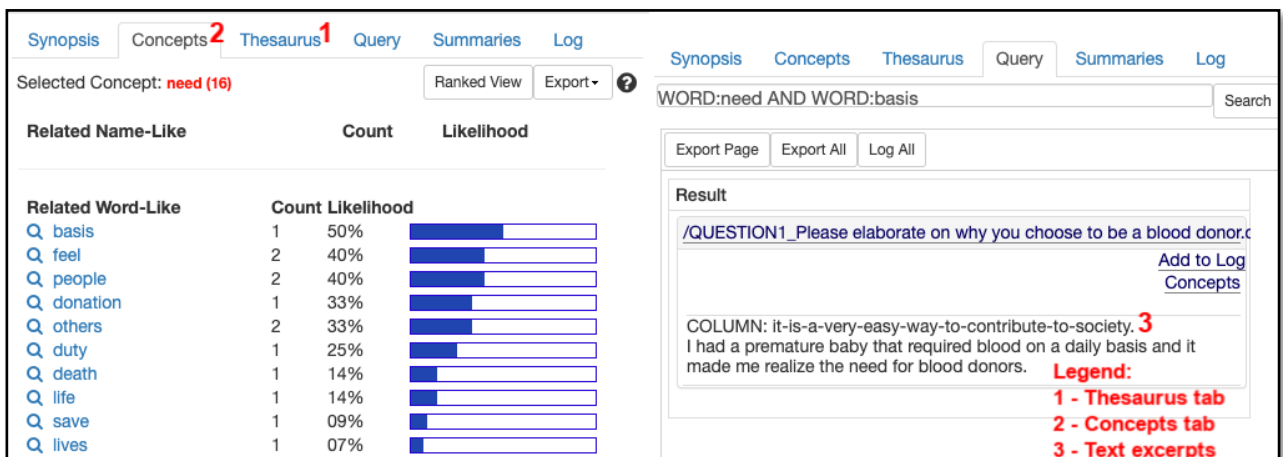 Synopsis Concepts 2 Thesaurus 1 Query Summaries Log
Selected Concept: need (16) Ranked View Export ?
Related Name-Like Count Likelihood
Related Word-Like Count Likelihood
basis 1 50%
feel 2 40%
people 2 40%
donation 1 33%
others 2 33%
duty 1 25%
death 1 14%
life 1 14%
save 1 09%
lives 1 07%
Synopsis Concepts Thesaurus Query Summaries Log
WORD:need AND WORD:basis Search
Export Page Export All Log All
Result
/QUESTION1_Please elaborate on why you choose to be a blood donor.c
Add to Log
Concepts
COLUMN: it-is-a-very-easy-way-to-contribute-to-society. 3
I had a premature baby that required blood on a daily basis and it
made me realize the need for blood donors.
Legend:
1 - Thesaurus tab
2 - Concepts tab
3 - Text excerpts